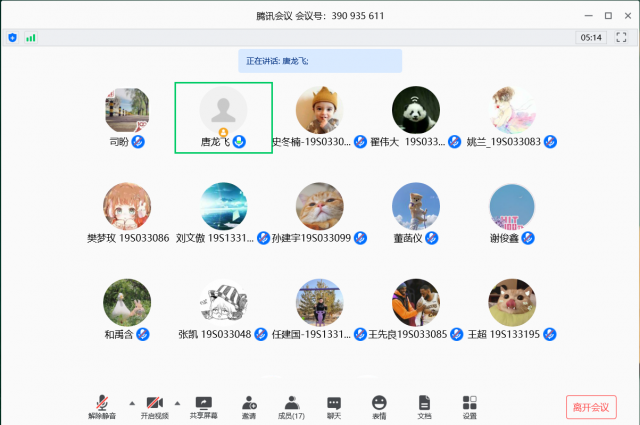 腾讯会议 会议号：390 935 611
05:14
正在讲话: 唐龙飞;
司盼
唐龙飞
史冬楠-19S0330...
翟伟大 19S033...
姚兰_19S033083
樊梦玫 19S033086
刘文傲 19S1331...
孙建宇19S033099
董菡仪
谢俊鑫
和禹含
张凯 19S033048
任建国-19S1331...
王先良19S033085
王超 19S133195
解除静音
开启视频
共享屏幕
邀请
成员(17)
聊天
表情
文档
设置
离开会议